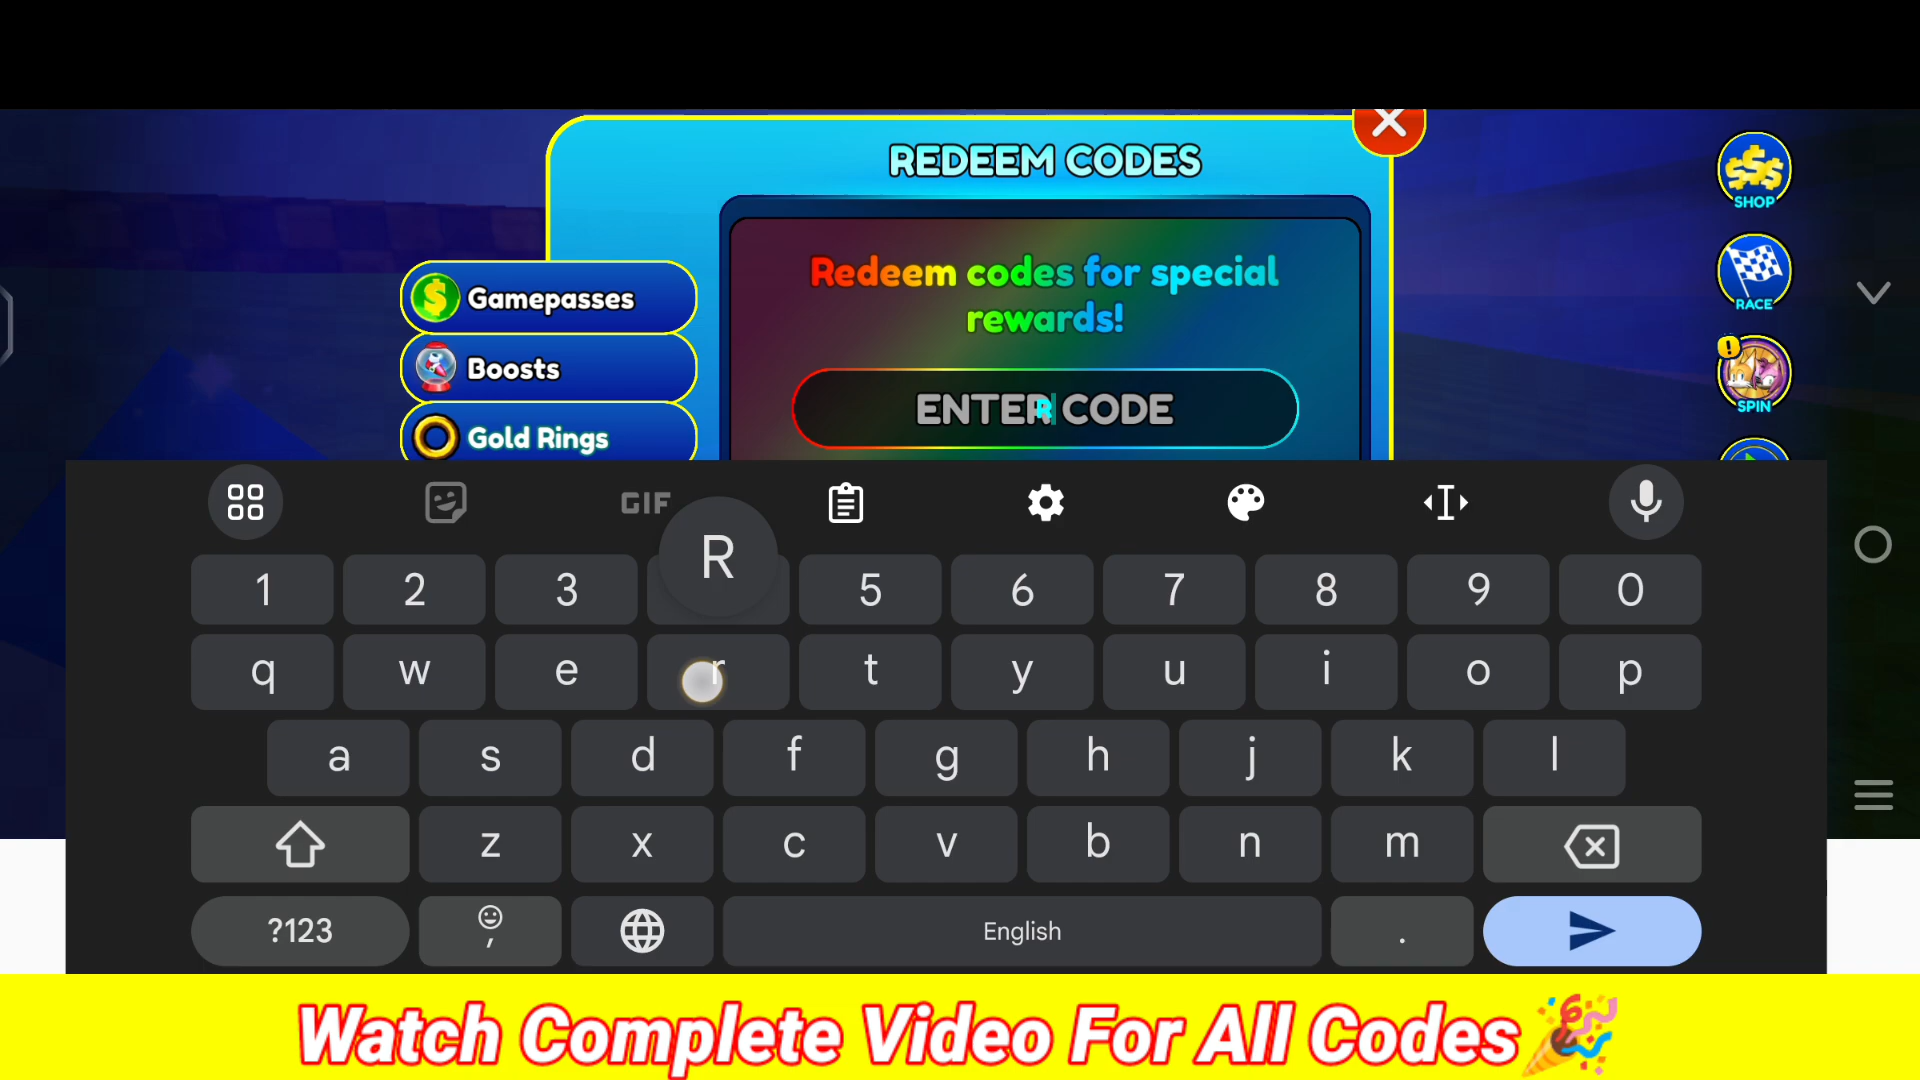 REDEEM CODES
SHOP
Redeem codes for special
rewards!
RACE
Gamepasses
Boosts
ENTER CODE
R
SPIN
Gold Rings
GIF
R
1 2 3 5 6 7 8 9 0
q w e r t y u i o p
a s d f g h j k l
z x c v b n m
?123 , English .
Watch Complete Video For All Codes